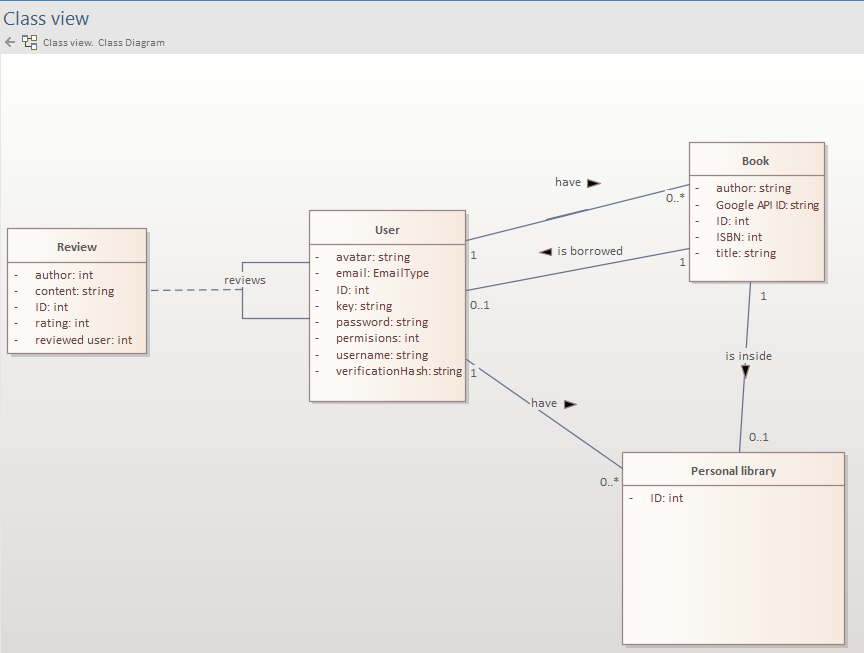 Class view
Class view. Class Diagram
Review
- author: int
- content: string
- ID: int
- rating: int
- reviewed user: int
reviews
User
- avatar: string
- email: EmailType
- ID: int
- key: string
- password: string
- permisions: int
- username: string
- verificationHash: string
have
0..*
1
is borrowed
1
0..1
Book
- author: string
- Google API ID: string
- ID: int
- ISBN: int
- title: string
1
is inside
0..1
1
have
0..*
Personal library
- ID: int